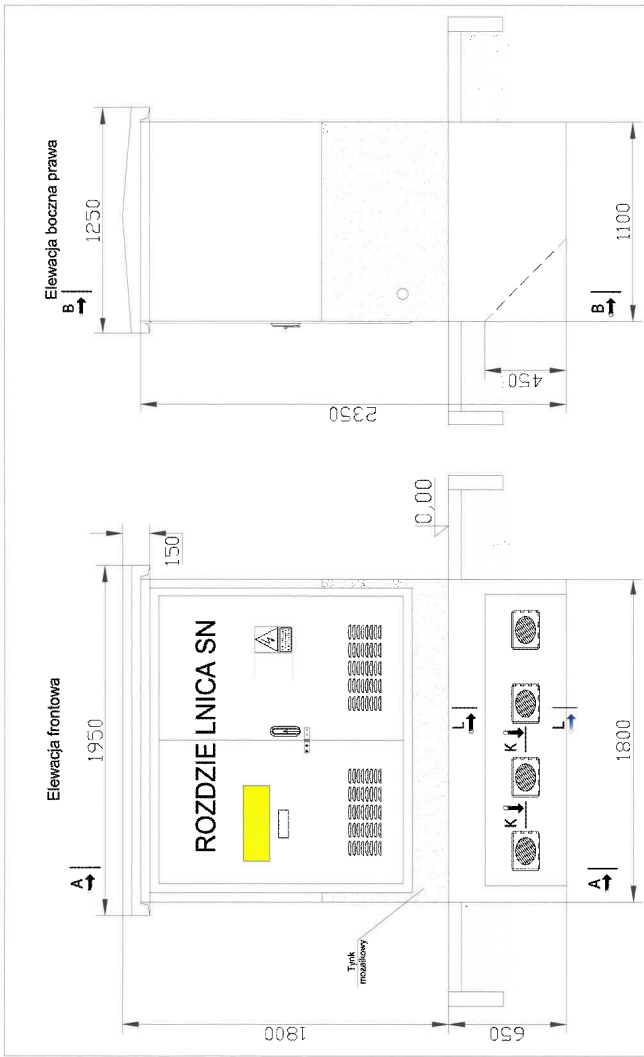 Elewacja frontowa
1950
A
A
150
ROZDZIE LNICA SN
0,00
Tynk
mozaikowy
1800
650
L
L
K
K
1800
Elewacja boczna prawa
1250
B
B
2350
450
1100